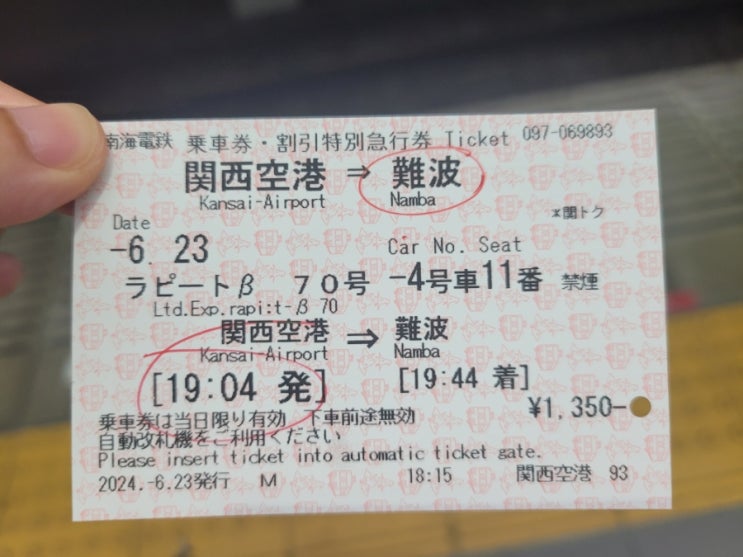 南海電鉄 乗車券・割引特別急行券 Ticket 097-069893
関西空港 ⇒ 難波
Kansai-Airport Namba
*関トク
Date
-6. 23 Car No. Seat
ラピートβ 70号 -4号車11番 禁煙
Ltd.Exp.rapi:t-β 70
関西空港 ⇒ 難波
Kansai-Airport Namba
[19:04 発] [19:44 着]
¥1,350-
乗車券は当日限り有効 下車前途無効
自動改札機をご利用ください
Please insert ticket into automatic ticket gate.
2024.-6.23発行 M 18:15 関西空港 93